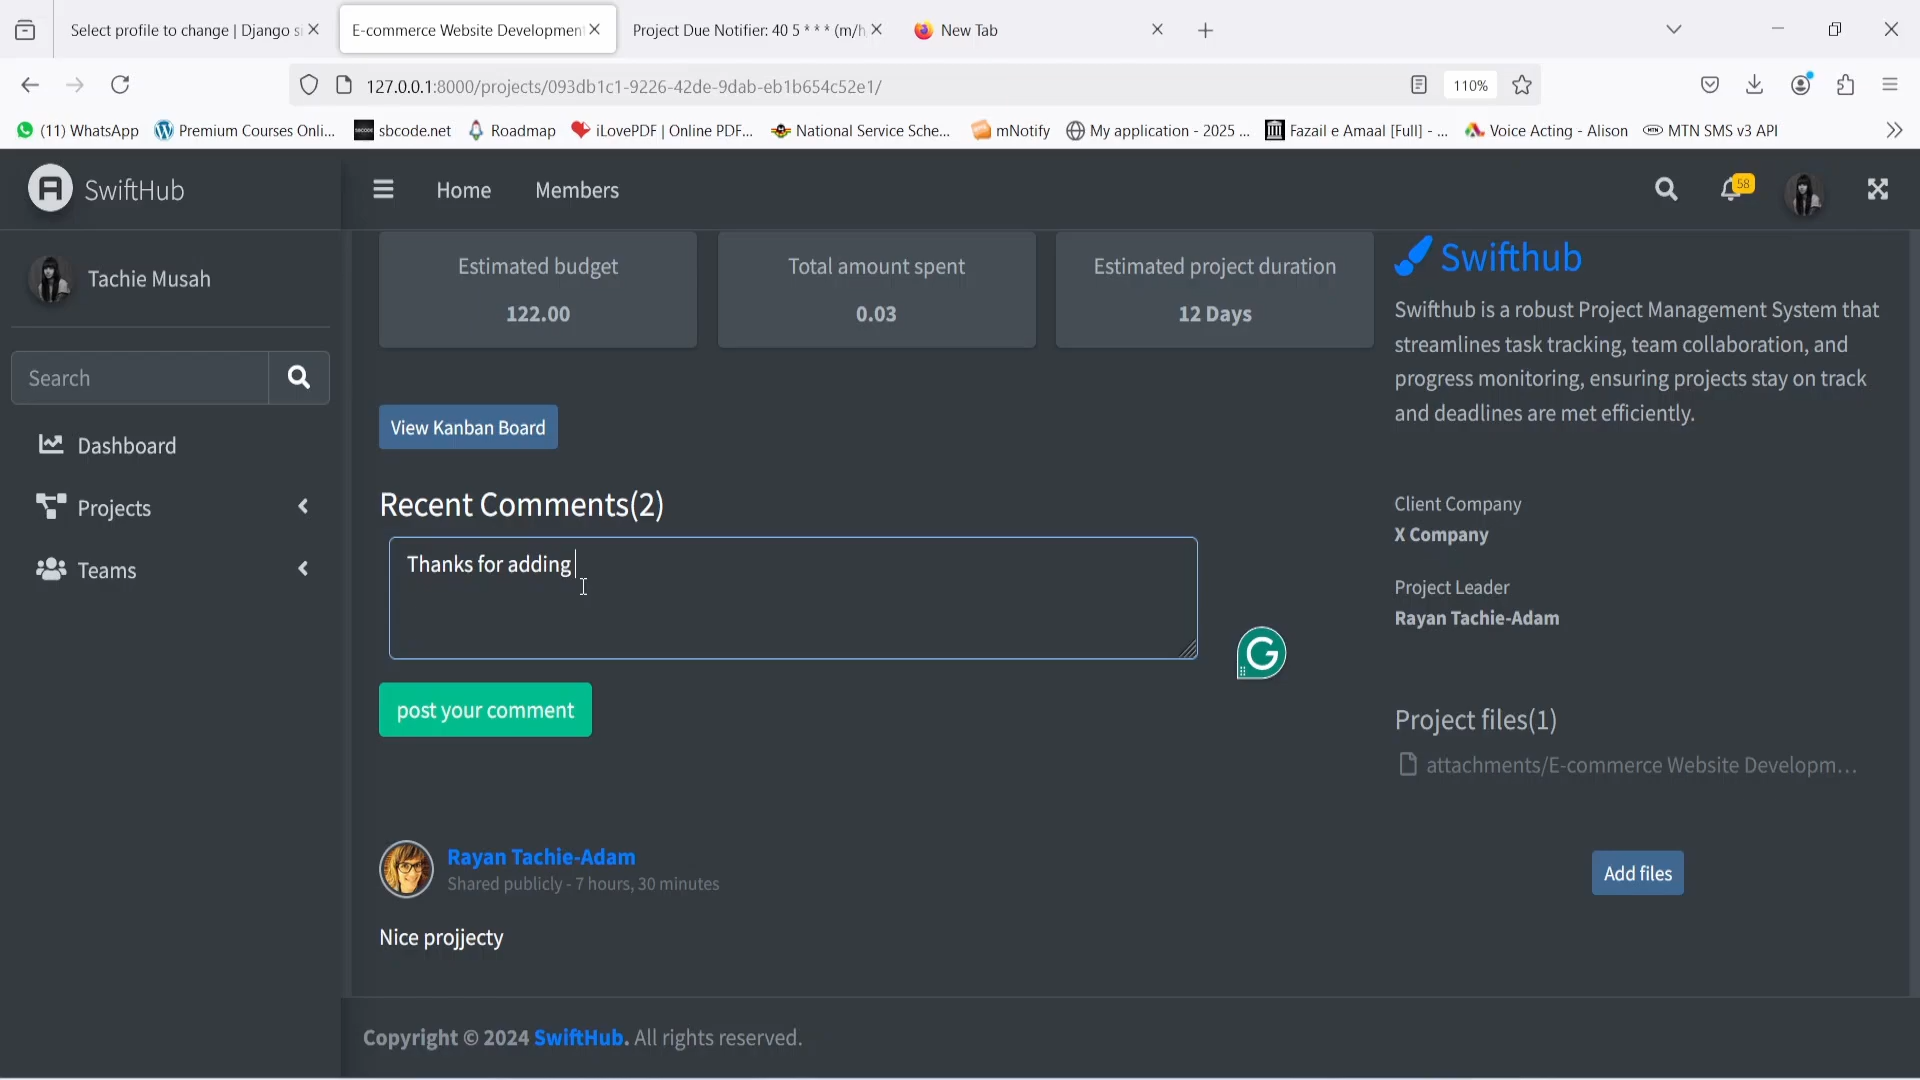 Select profile to change | Django si
E-commerce Website Development
Project Due Notifier: 40 5 * * * (m/h
New Tab
127.0.0.1:8000/projects/093db1c1-9226-42de-9dab-eb1b654c52e1/
110%
(11) WhatsApp
Premium Courses Onli...
sbcode.net
Roadmap
iLovePDF | Online PDF...
National Service Sche...
mNotify
My application - 2025 ...
Fazail e Amaal [Full] - ...
Voice Acting - Alison
MTN SMS v3 API
SwiftHub
Home
Members
58
Tachie Musah
Search
Dashboard
Projects
Teams
Estimated budget
122.00
Total amount spent
0.03
Estimated project duration
12 Days
View Kanban Board
Recent Comments(2)
Thanks for adding
post your comment
Rayan Tachie-Adam
Shared publicly - 7 hours, 30 minutes
Nice projjecty
Swifthub
Swifthub is a robust Project Management System that
streamlines task tracking, team collaboration, and
progress monitoring, ensuring projects stay on track
and deadlines are met efficiently.
Client Company
X Company
Project Leader
Rayan Tachie-Adam
Project files(1)
attachments/E-commerce Website Developm...
Add files
Copyright © 2024 SwiftHub. All rights reserved.